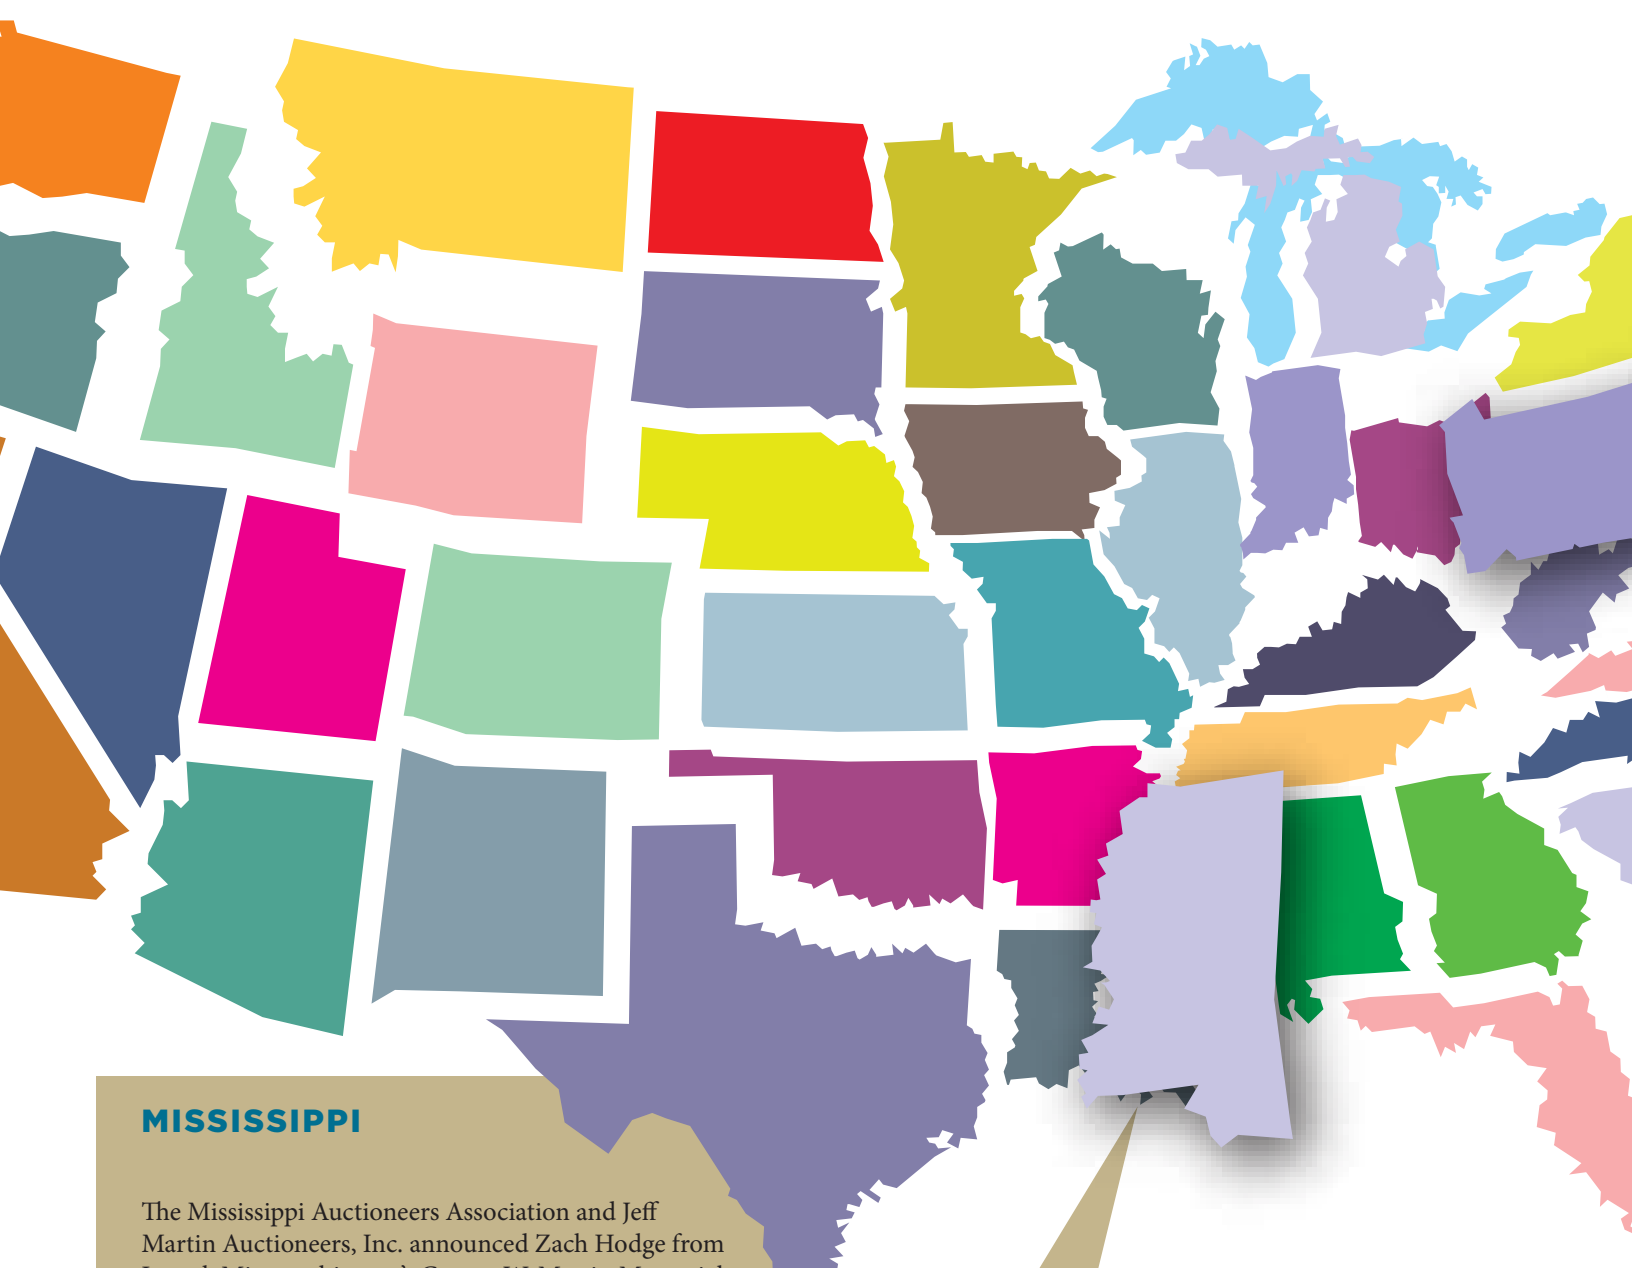 MISSISSIPPI
The Mississippi Auctioneers Association and Jeff
Martin Auctioneers, Inc. announced Zach Hodge from